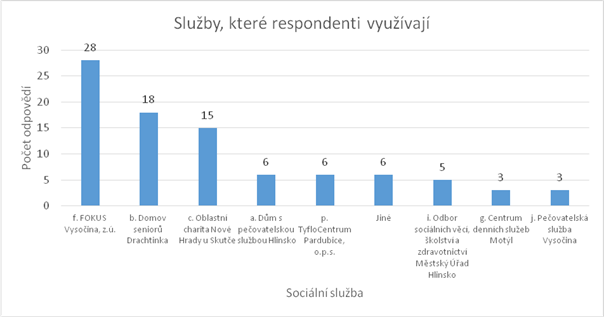 Služby, které respondenti využívají
Počet odpovědí
30
25
20
15
10
5
0
28
18
15
6
6
6
5
3
3
f. FOKUS
Vysočina, z.ú.
b. Domov
seniorů
Drachtinka
c. Oblastní
charita Nové
Hrady u Skutče
a. Dům s
pečovatelskou
službou Hlinsko
p.
TyfloCentrum
Pardubice,
o.p.s.
Jiné
i. Odbor
sociálních věcí,
školství a
zdravotnictví
Městský Úřad
Hlinsko
g. Centrum
denních služeb
Motýl
j. Pečovatelská
služba
Vysočina
Sociální služba